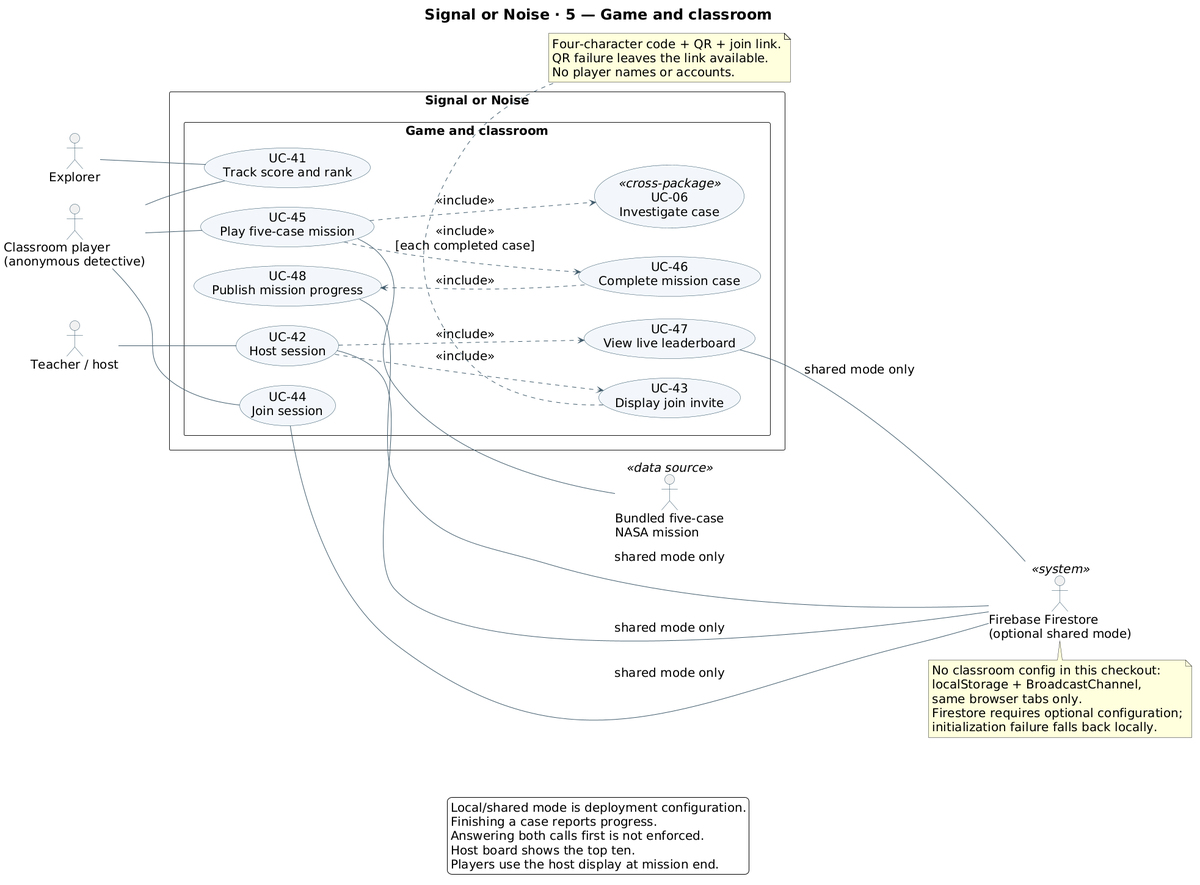 Signal or Noise · 5 — Game and classroom
Four-character code + QR + join link.
QR failure leaves the link available.
No player names or accounts.
Signal or Noise
Game and classroom
Explorer
Classroom player
(anonymous detective)
Teacher / host
UC-41
Track score and rank
UC-45
Play five-case mission
UC-48
Publish mission progress
UC-42
Host session
UC-44
Join session
«include»
«include»
[each completed case]
«include»
«include»
«include»
«cross-package»
UC-06
Investigate case
UC-46
Complete mission case
UC-47
View live leaderboard
UC-43
Display join invite
shared mode only
«data source»
Bundled five-case
NASA mission
shared mode only
shared mode only
shared mode only
«system»
Firebase Firestore
(optional shared mode)
No classroom config in this checkout:
localStorage + BroadcastChannel,
same browser tabs only.
Firestore requires optional configuration;
initialization failure falls back locally.
Local/shared mode is deployment configuration.
Finishing a case reports progress.
Answering both calls first is not enforced.
Host board shows the top ten.
Players use the host display at mission end.